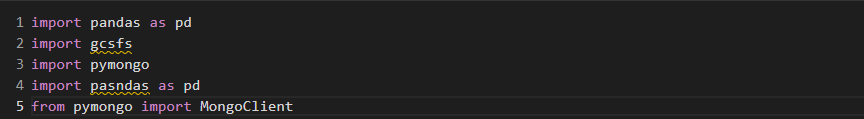 1 import pandas as pd
2 import gcsfs
3 import pymongo
4 import pasndas as pd
5 from pymongo import MongoClient